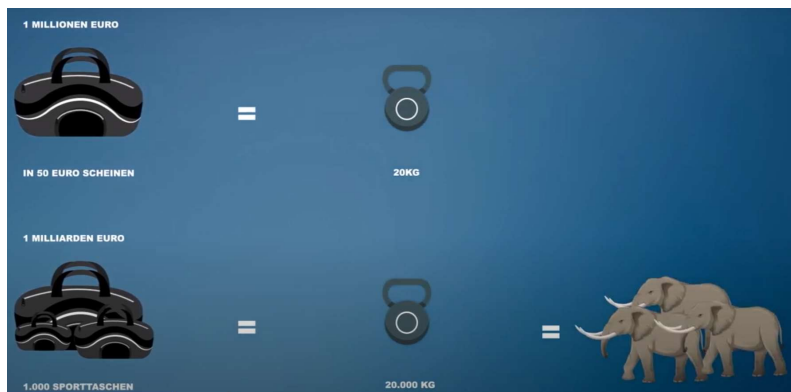 1 MILLIONEN EURO
IN 50 EURO SCHEINEN
20KG
1 MILLIARDEN EURO
1.000 SPORTTASCHEN
20.000 KG